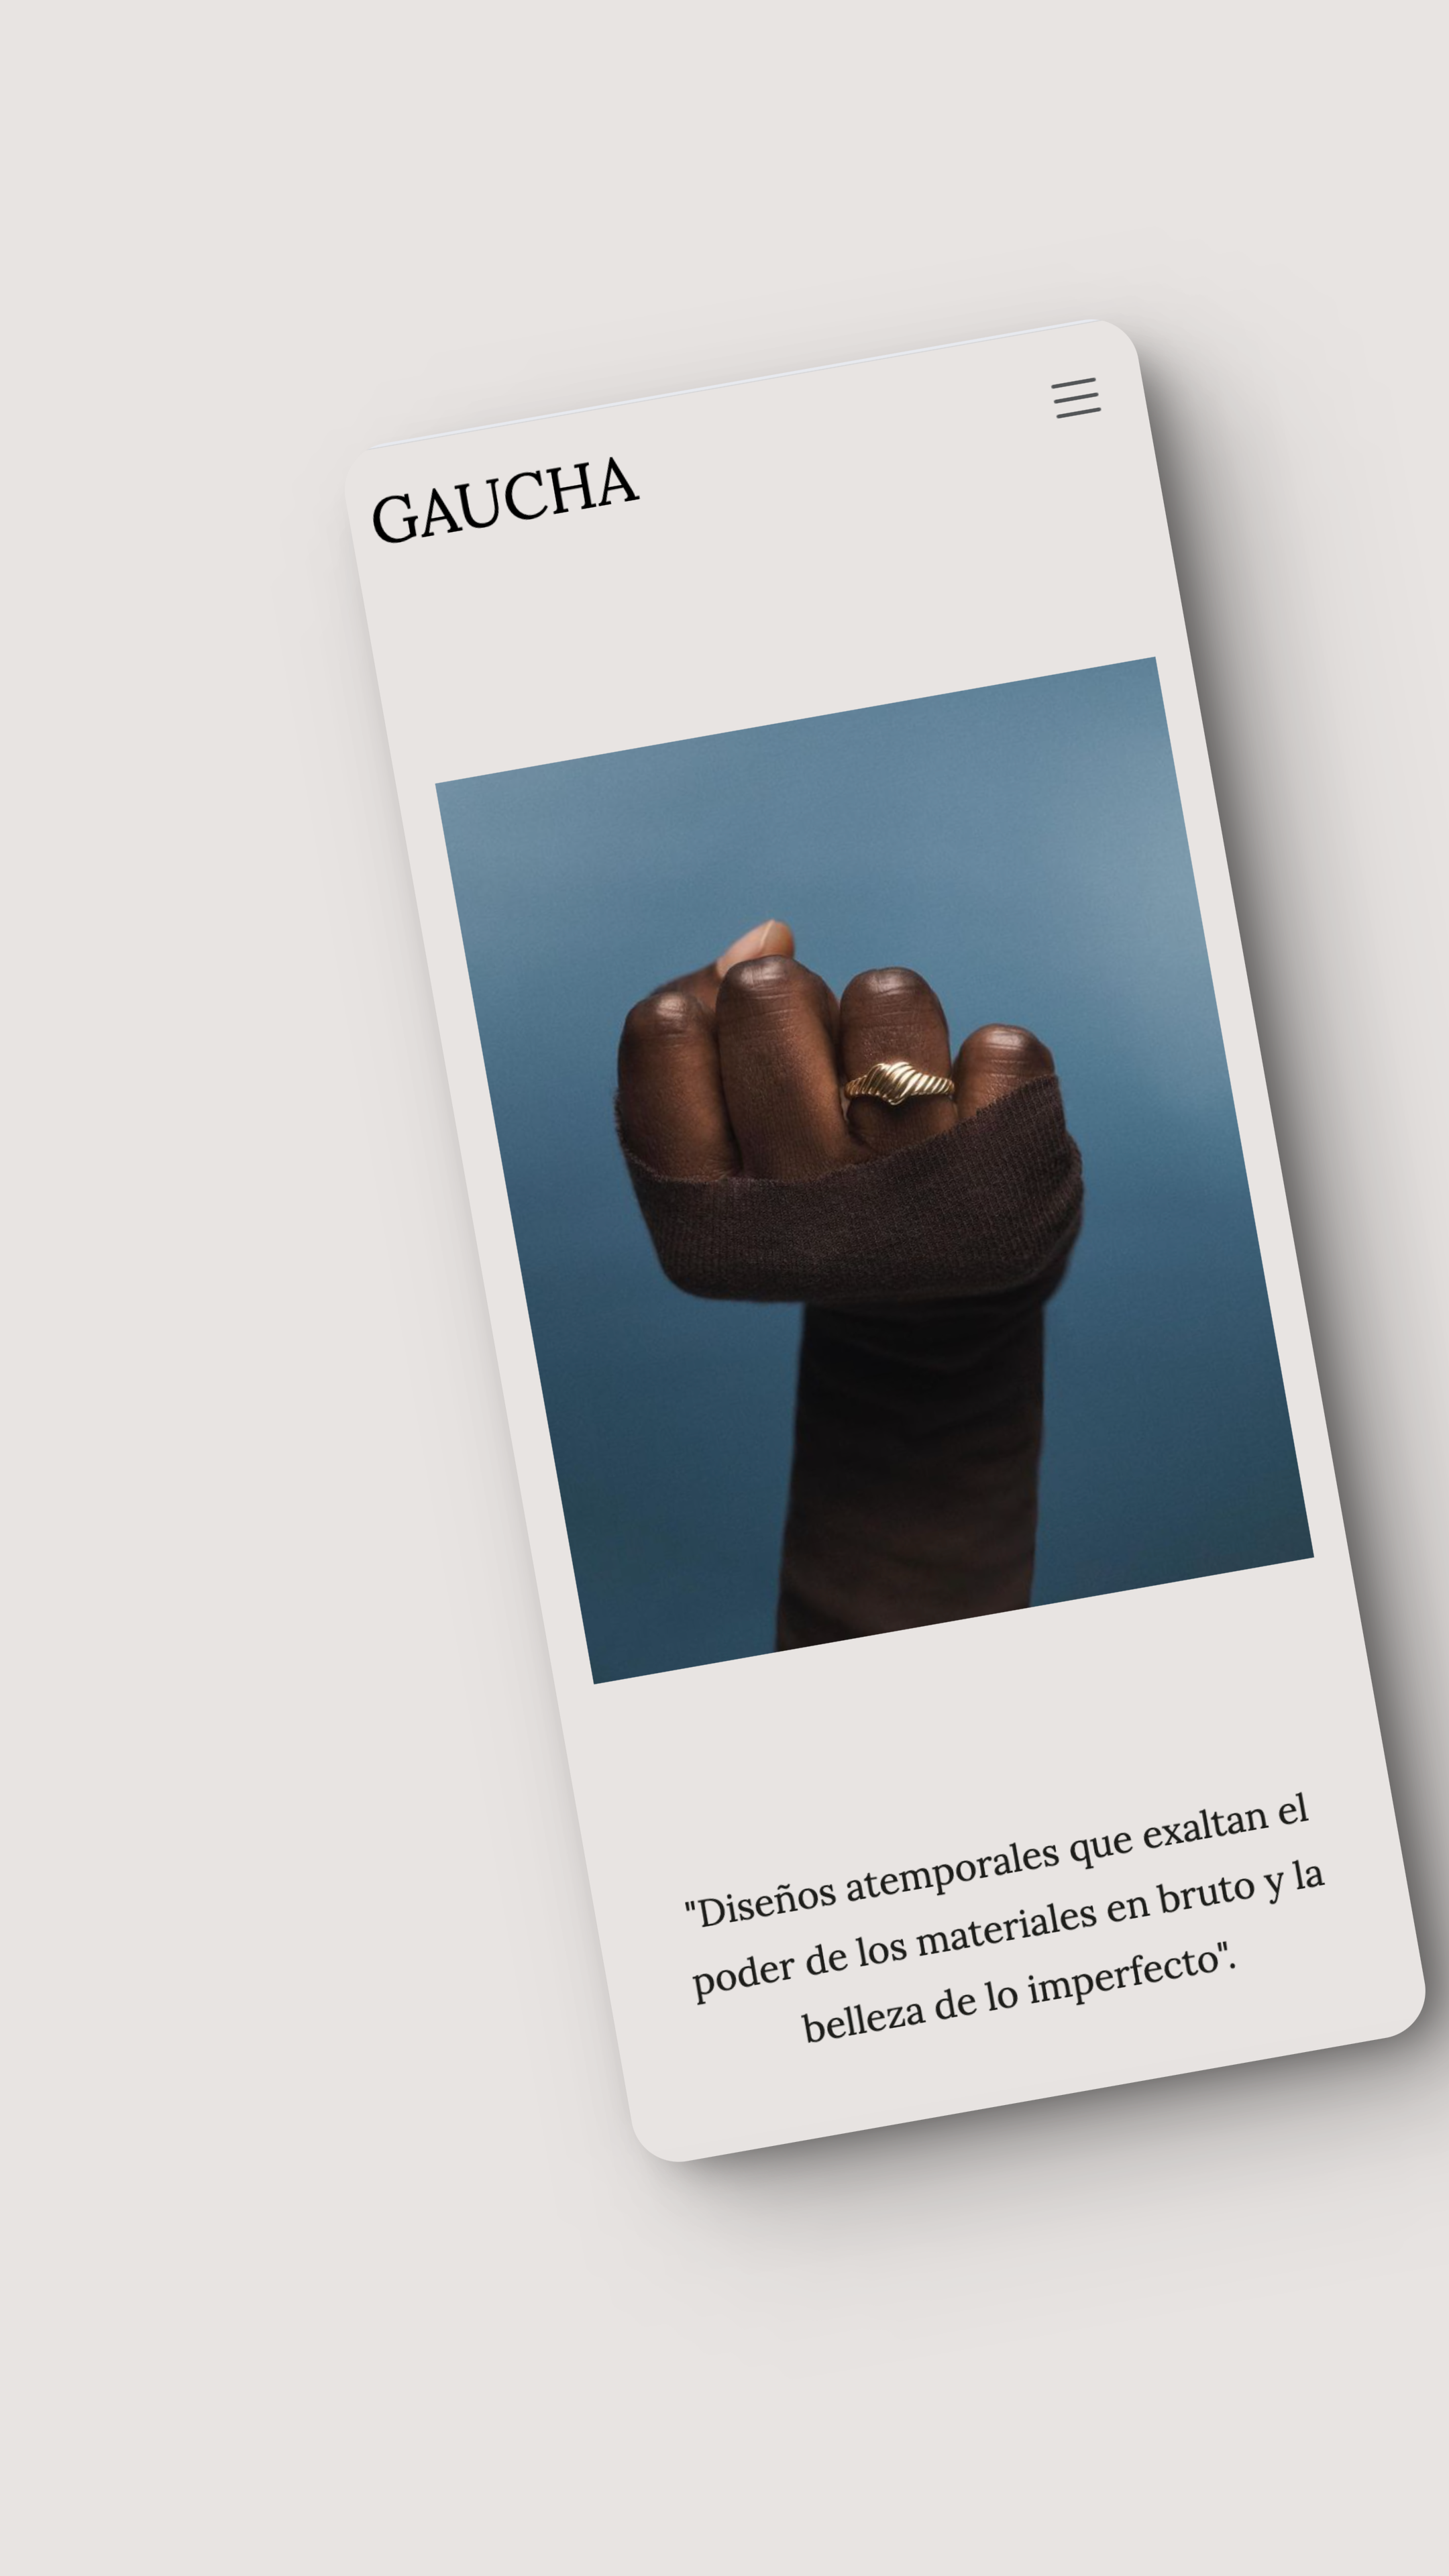 GAUCHA
"Diseños atemporales que exaltan el
poder de los materiales en bruto y la
belleza de lo imperfecto".